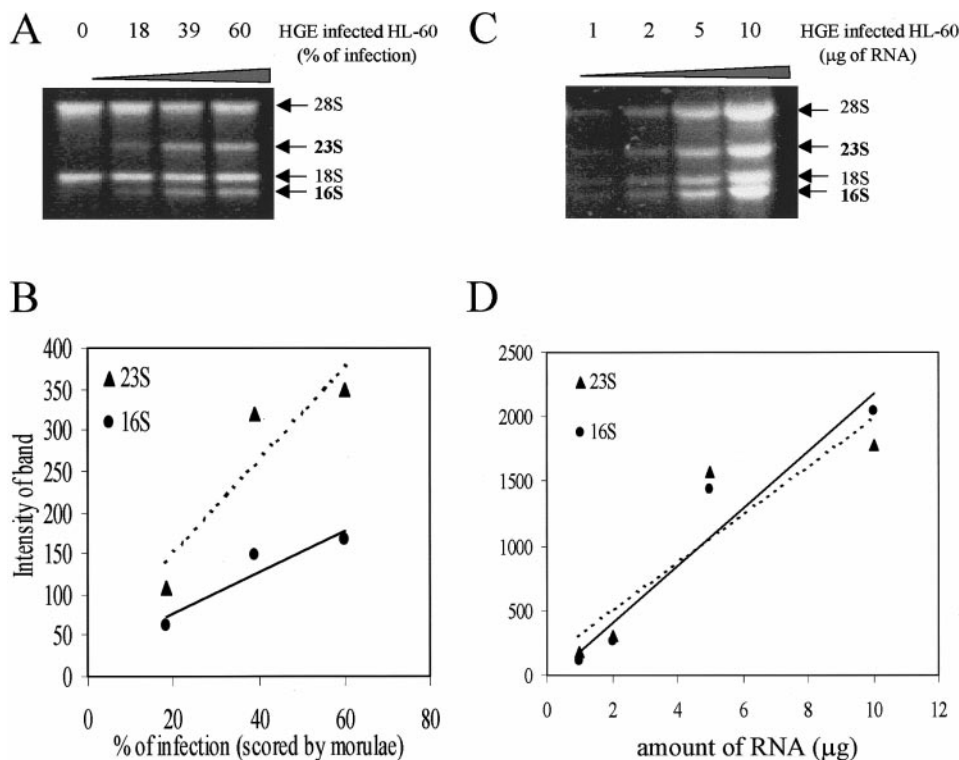 A
0 18 39 60 HGE infected HL-60
(% of infection)
28S
23S
18S
16S
C
1 2 5 10 HGE infected HL-60
(µg of RNA)
28S
23S
18S
16S
B
400
350
300
250
200
150
100
50
0
Intensity of band
23S
16S
0 20 40 60 80
% of infection (scored by morulae)
D
2500
2000
1500
1000
500
0
23S
16S
0 2 4 6 8 10 12
amount of RNA (µg)